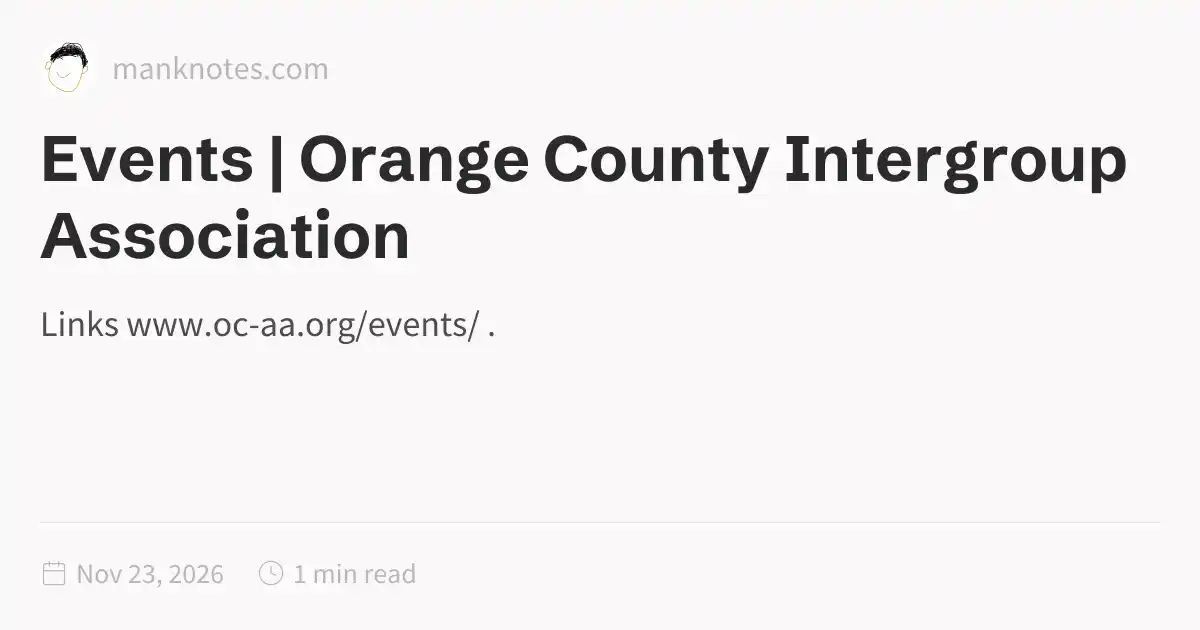 manknotes.com
Events | Orange County Intergroup
Association
Links www.oc-aa.org/events/ .
Nov 23, 2026
1 min read